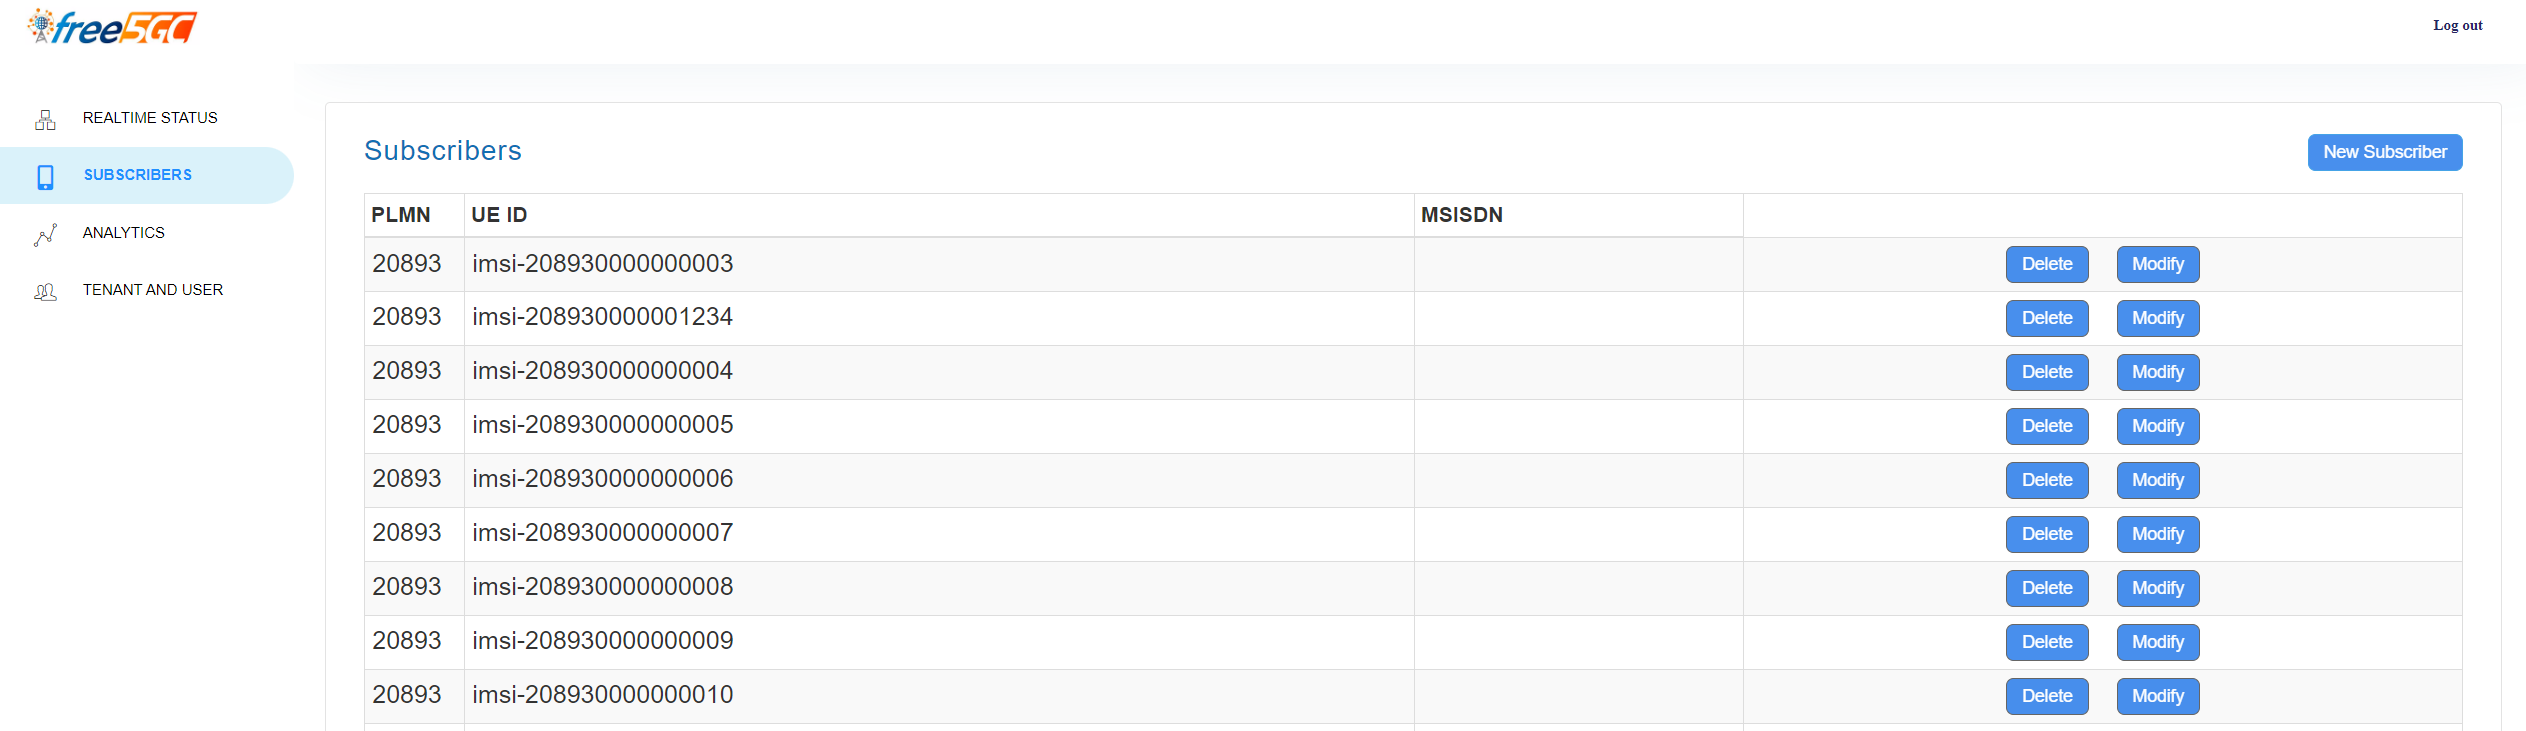 free5GC
Log out
REALTIME STATUS
SUBSCRIBERS
ANALYTICS
TENANT AND USER
Subscribers
New Subscriber
PLMN UE ID MSISDN
20893 imsi-208930000000003 Delete Modify
20893 imsi-208930000001234 Delete Modify
20893 imsi-208930000000004 Delete Modify
20893 imsi-208930000000005 Delete Modify
20893 imsi-208930000000006 Delete Modify
20893 imsi-208930000000007 Delete Modify
20893 imsi-208930000000008 Delete Modify
20893 imsi-208930000000009 Delete Modify
20893 imsi-208930000000010 Delete Modify